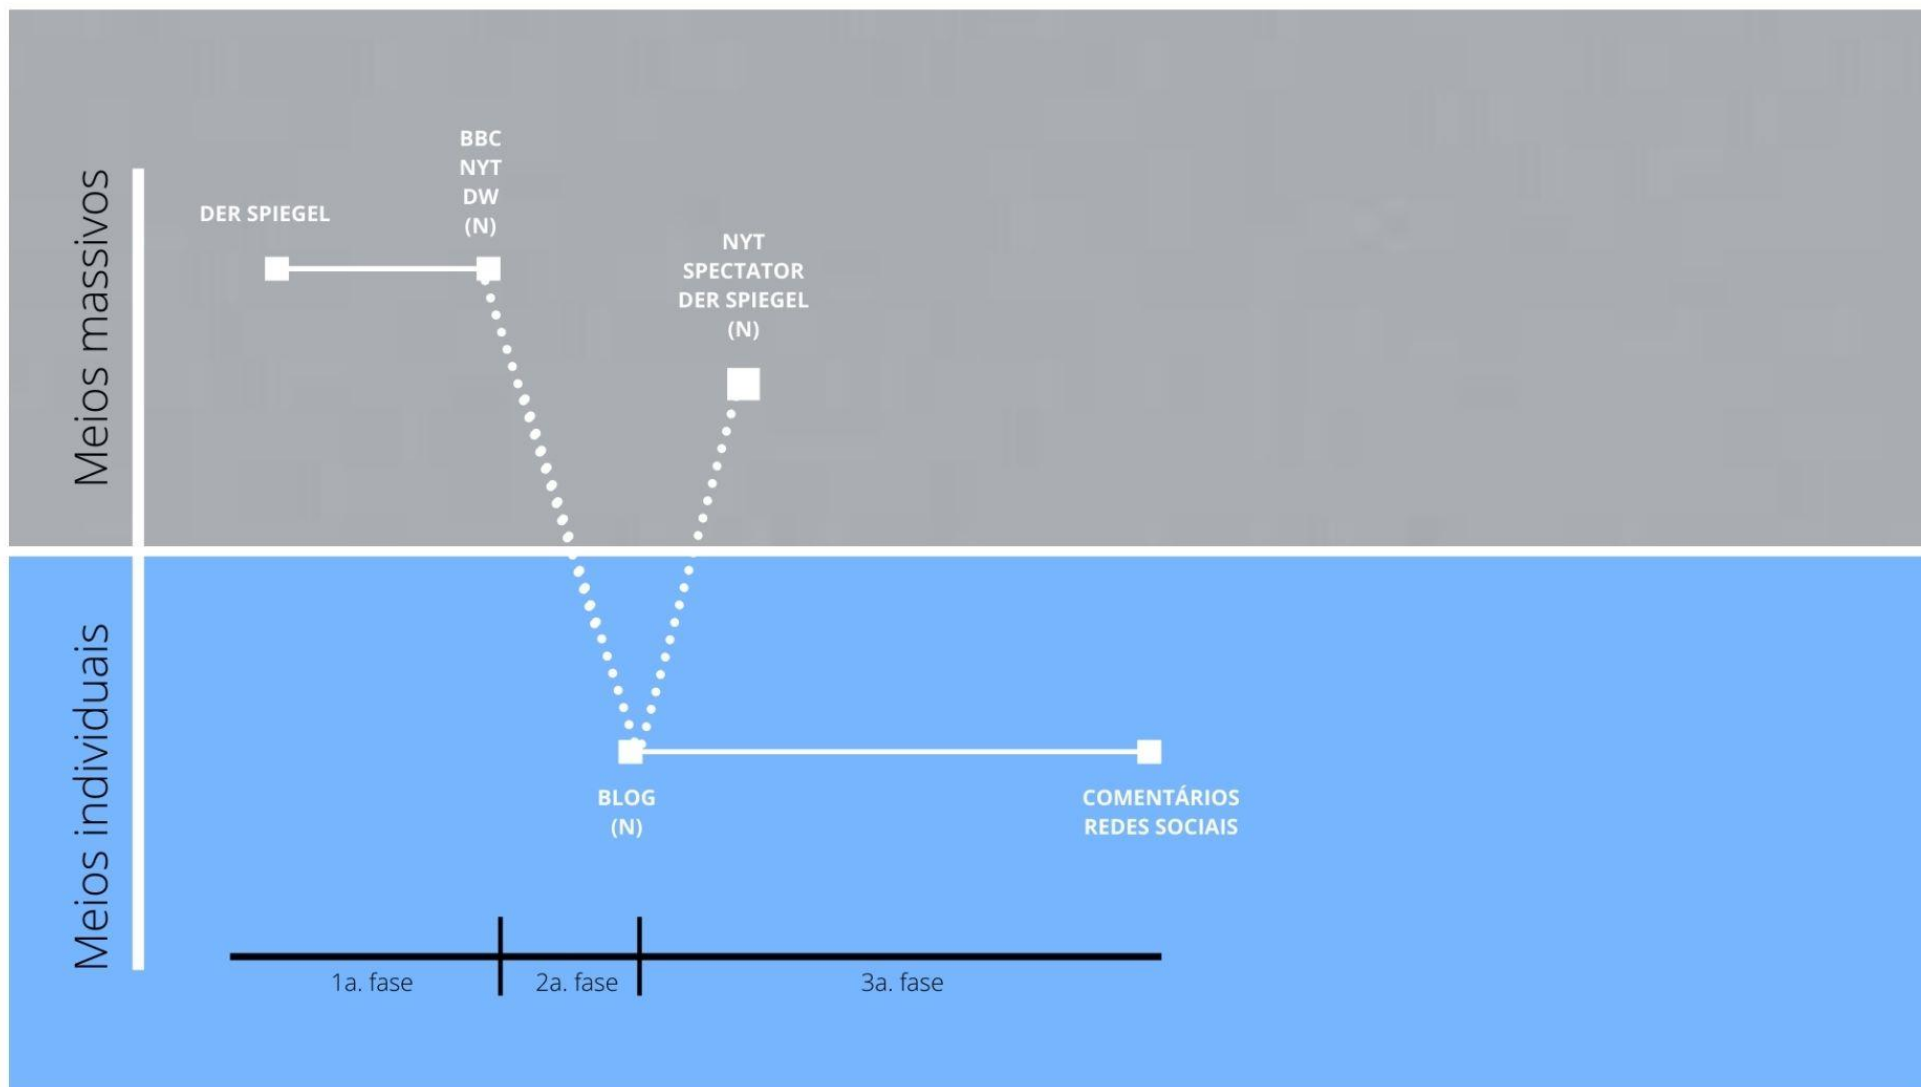 Meios massivos
DER SPIEGEL
BBC
NYT
DW
(N)
NYT
SPECTATOR
DER SPIEGEL
(N)
Meios individuais
BLOG
(N)
COMENTÁRIOS
REDES SOCIAIS
1a. fase
2a. fase
3a. fase